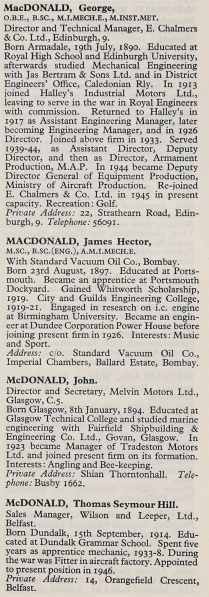 MacDONALD, George,
O.B.E., B.SC., M.I.MECH.E., M.INST.MET.
Director and Technical Manager, E. Chalmers
& Co. Ltd., Edinburgh, 9.
Born Armadale, 19th July, 1890. Educated at
Royal High School and Edinburgh University,
afterwards studied Mechanical Engineering
with Jas Bertram & Sons Ltd. and in District
Engineers' Office, Caledonian Rly. In 1913
joined Halley's Industrial Motors Ltd.,
leaving to serve in the war in Royal Engineers
with commission. Returned to Halley's in
1917 as Assistant Engineering Manager, later
becoming Engineering Manager, and in 1926
Director. Joined above firm in 1933. Served
1939-44, as Assistant Director, Deputy
Director, and then as Director, Armament
Production, M.A.P. In 1944 became Deputy
Director General of Equipment Production,
Ministry of Aircraft Production. Re-joined
E. Chalmers & Co. Ltd. in 1945 in present
capacity. Recreation: Golf.
Private Address: 22, Strathearn Road, Edin-
burgh, 9. Telephone: 56091.
MACDONALD, James Hector,
M.SC., B.SC.(ENG.), A.M.I.MECH.E.
With Standard Vacuum Oil Co., Bombay.
Born 23rd August, 1897. Educated at Ports-
mouth. Became an apprentice at Portsmouth
Dockyard. Gained Whitworth Scholarship,
1919. City and Guilds Engineering College,
1919-21. Engaged in research on i.c. engine
at Birmingham University. Became an engin-
eer at Dundee Corporation Power House before
joining present firm in 1926. Interests: Music
and Sport.
Address: c/o. Standard Vacuum Oil Co.,
Imperial Chambers, Ballard Estate, Bombay.
McDONALD, John.
Director and Secretary, Melvin Motors Ltd.,
Glasgow, C.5.
Born Glasgow, 8th January, 1894. Educated at
Glasgow Technical College and studied marine
engineering with Fairfield Shipbuilding &
Engineering Co. Ltd., Govan, Glasgow. In
1923 became Manager of Tradeston Motors
Ltd. and joined present firm on its formation.
Interests: Angling and Bee-keeping.
Private Address: Shian Thorntonhall. Tele-
phone: Busby 1662.
McDONALD, Thomas Seymour Hill.
Sales Manager, Wilson and Leeper, Ltd.,
Belfast.
Born Dundalk, 15th September, 1914. Edu-
cated at Dundalk Grammar School. Spent five
years as apprentice mechanic, 1933-8. During
the war was Fitter in aircraft factory. Appointed
to present position in 1946.
Private Address: 14, Orangefield Crescent,
Belfast.